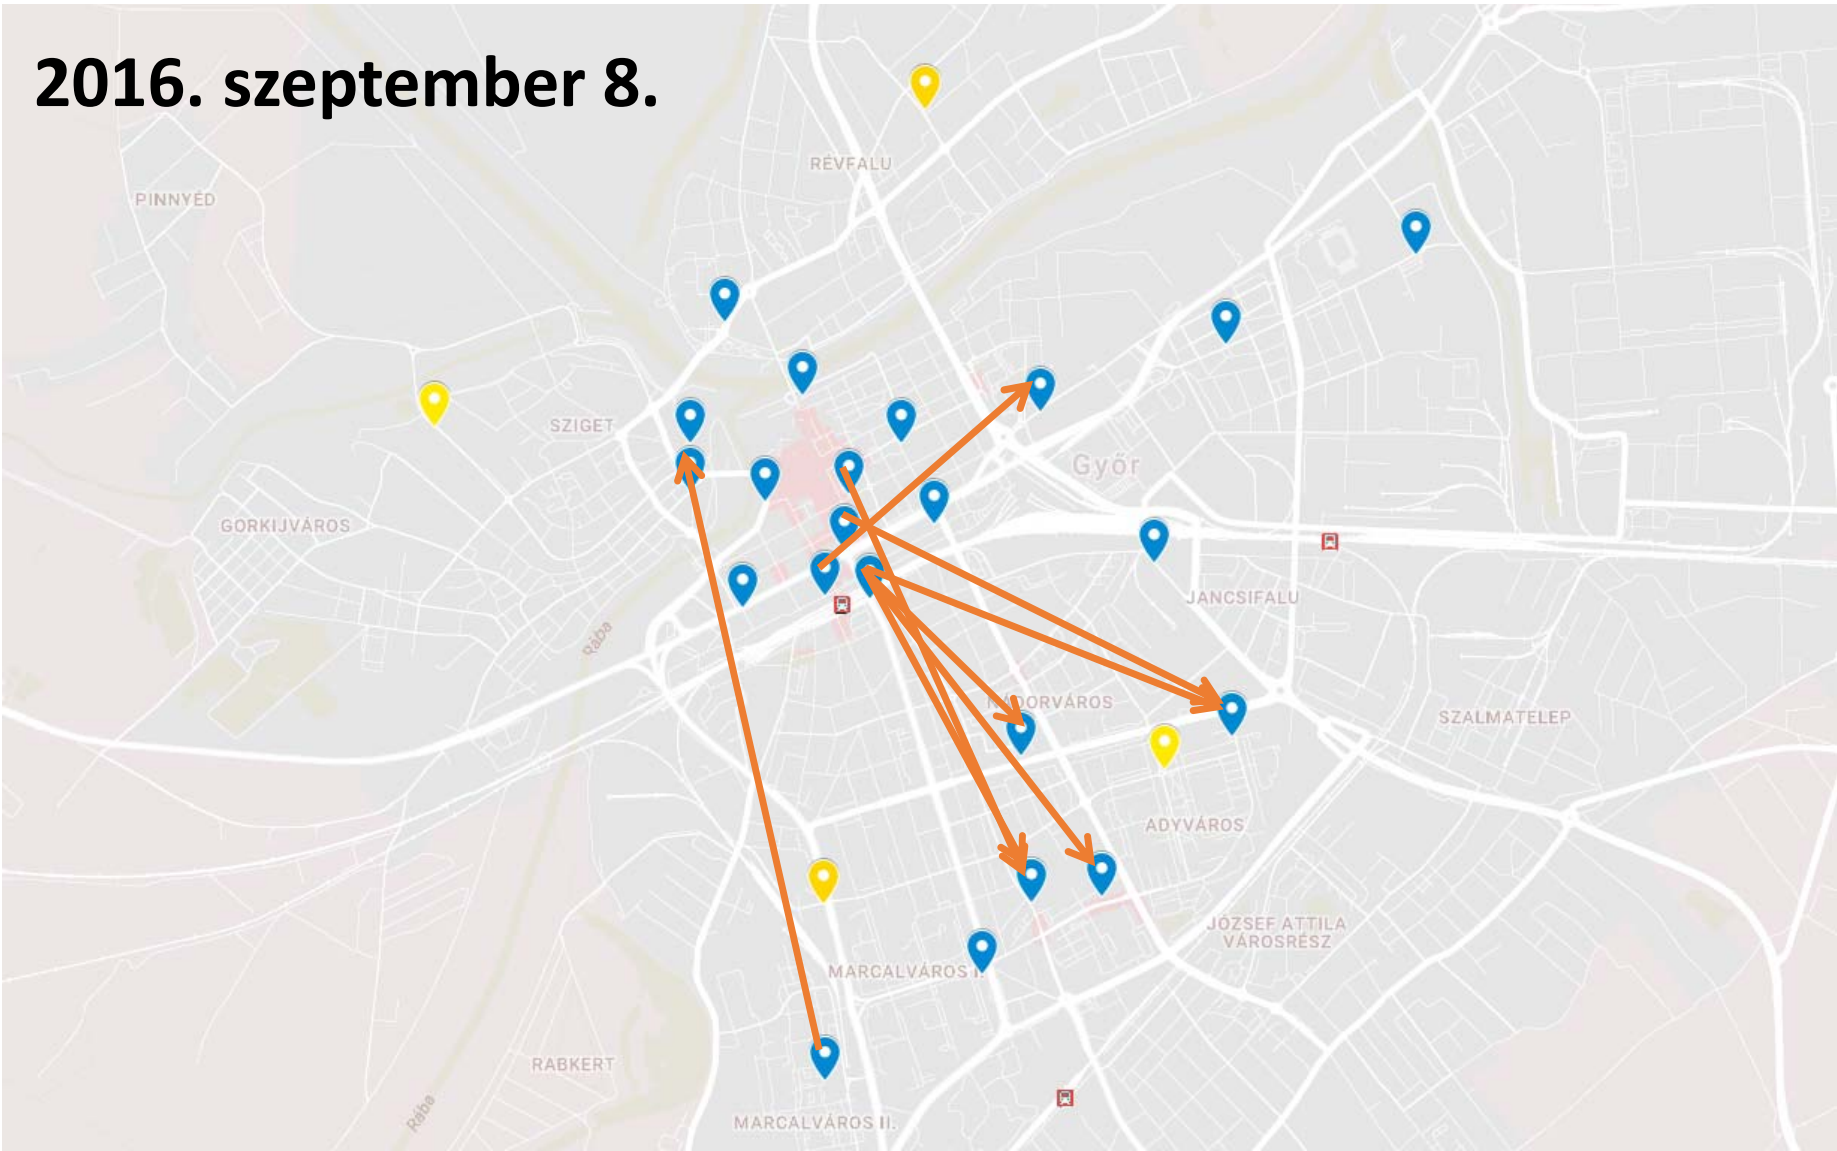 2016. szeptember 8.
RÉVFALU
PINNYÉD
SZIGET
Győr
GORKIJVÁROS
JANCSIFALU
Rába
NÁDORVÁROS
SZALMATELEP
ADYVÁROS
JÓZSEF ATTILA
VÁROSRÉSZ
MARCALVÁROS I.
RABKERT
Rába
MARCALVÁROS II.